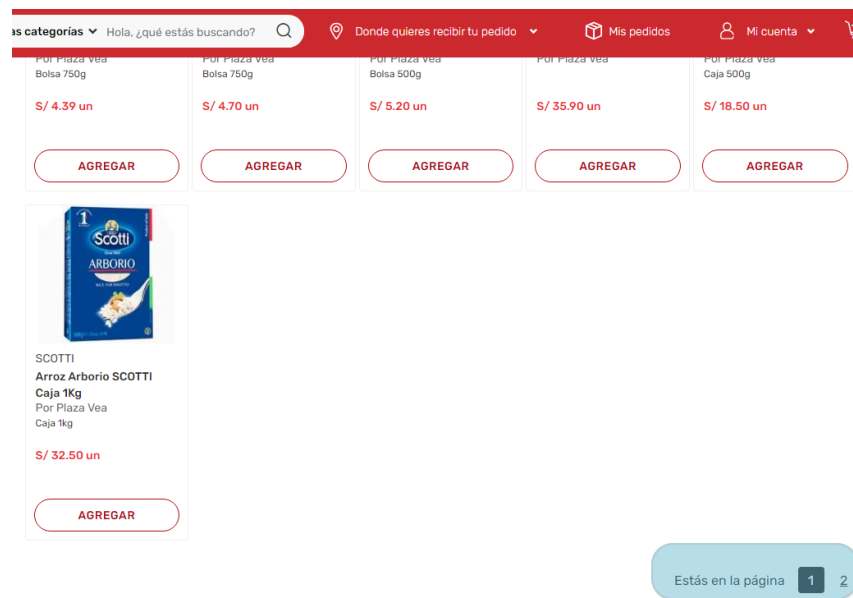 as categorías Hola, ¿qué estás buscando? Donde quieres recibir tu pedido Mis pedidos Mi cuenta
Por Plaza Vea Por Plaza Vea Por Plaza Vea Por Plaza Vea Por Plaza Vea
Bolsa 750g Bolsa 750g Bolsa 500g Caja 500g
S/ 4.39 un S/ 4.70 un S/ 5.20 un S/ 35.90 un S/ 18.50 un
AGREGAR AGREGAR AGREGAR AGREGAR AGREGAR
1
Scotti
ARBORIO
RICE FOR RISOTTO
SCOTTI
Arroz Arborio SCOTTI
Caja 1Kg
Por Plaza Vea
Caja 1kg
S/ 32.50 un
AGREGAR
Estás en la página 1 2